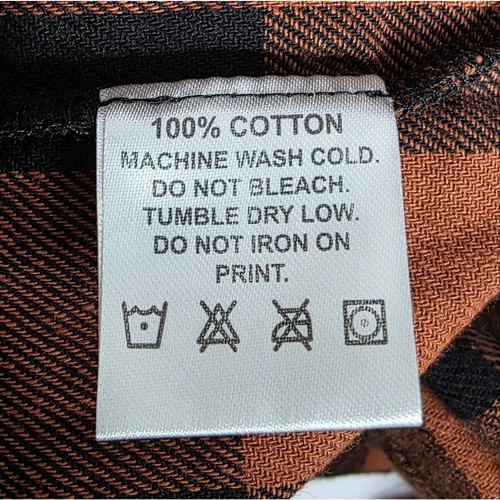 100% COTTON
MACHINE WASH COLD.
DO NOT BLEACH.
TUMBLE DRY LOW.
DO NOT IRON ON
PRINT.